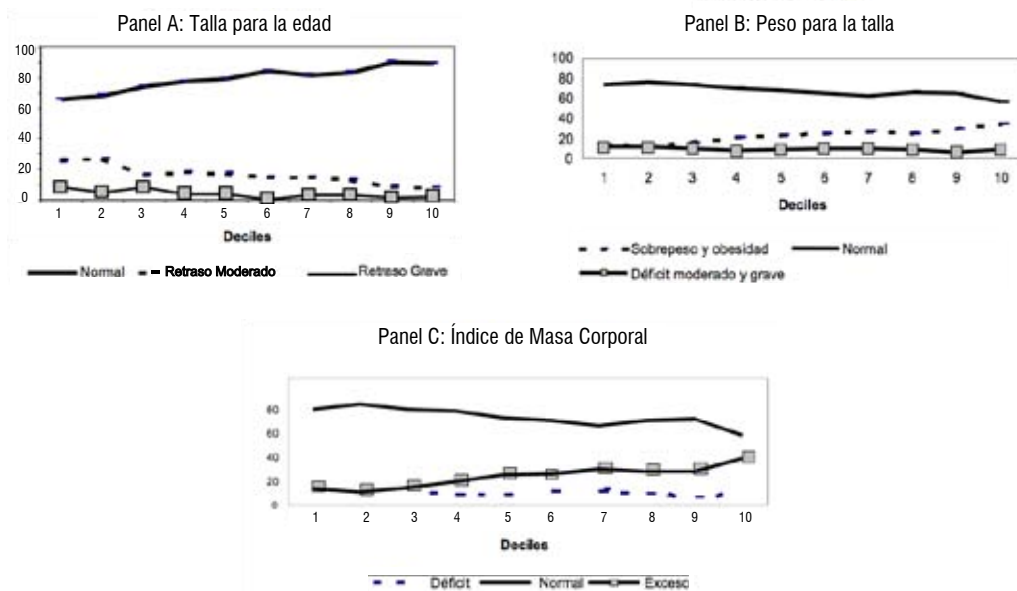 Panel A: Talla para la edad
100
80
60
40
20
0
1 2 3 4 5 6 7 8 9 10
Deciles
Normal Retraso Moderado Retraso Grave
Panel B: Peso para la talla
100
80
60
40
20
0
1 2 3 4 5 6 7 8 9 10
Deciles
Sobrepeso y obesidad Normal
Déficit moderado y grave
Panel C: Índice de Masa Corporal
80
60
40
20
0
1 2 3 4 5 6 7 8 9 10
Deciles
Déficit Normal Exceso